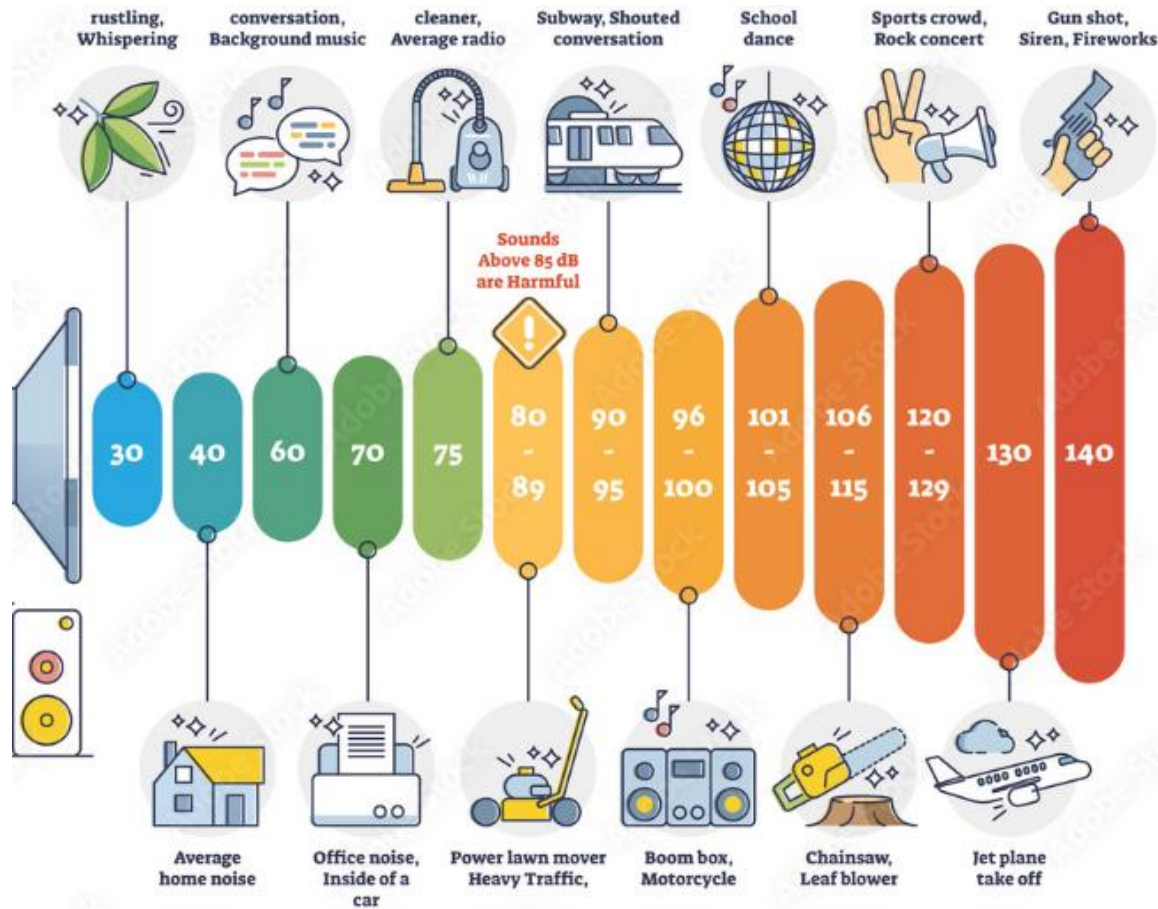 rustling,
Whispering
conversation,
Background music
cleaner,
Average radio
Subway, Shouted
conversation
School
dance
Sports crowd,
Rock concert
Gun shot,
Siren, Fireworks
Sounds
Above 85 dB
are Harmful
!
30
40
60
70
75
80
-
89
90
-
95
96
-
100
101
-
105
106
-
115
120
-
129
130
140
Average
home noise
Office noise,
Inside of a
car
Power lawn mover
Heavy Traffic,
Boom box,
Motorcycle
Chainsaw,
Leaf blower
Jet plane
take off
Adobe Stock